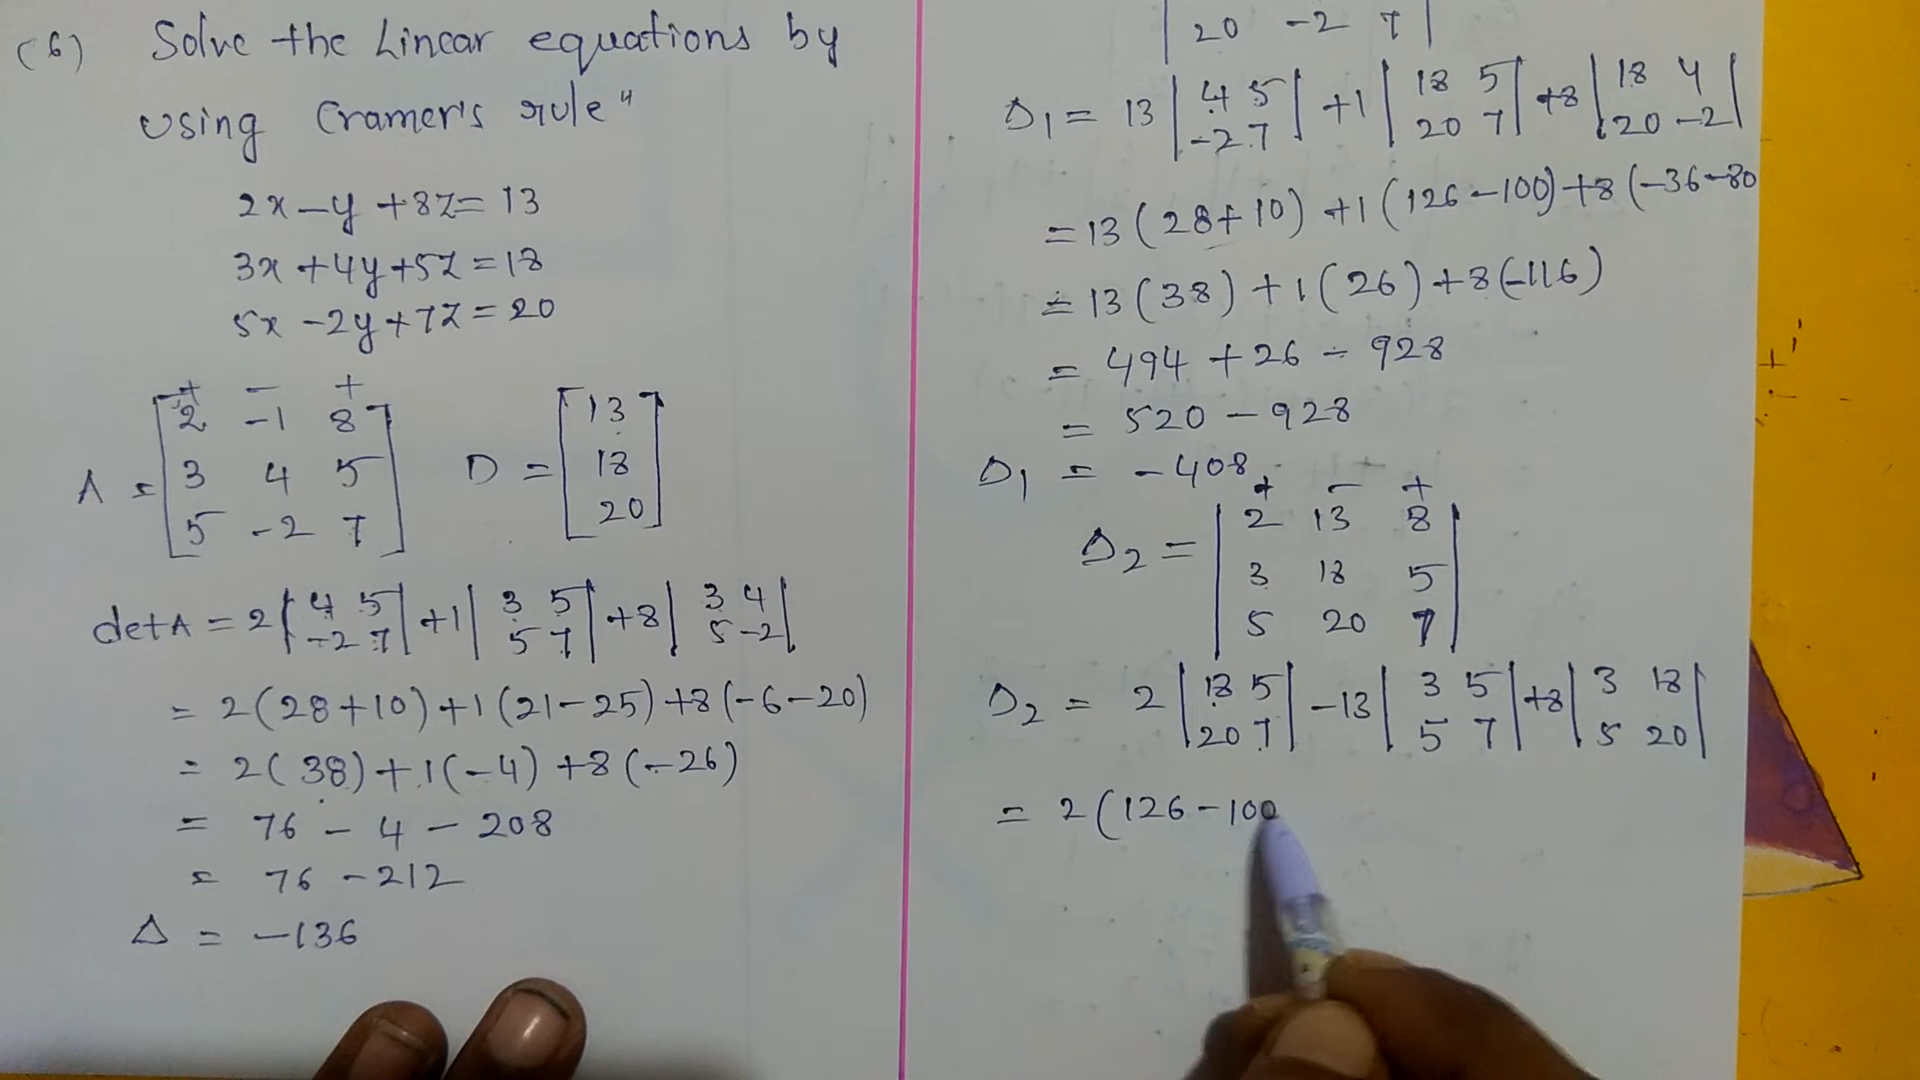 (6) Solve the Linear equations by
using Cramer's rule"
2x-y+8z=13
3x+4y+5z=18
5x-2y+7z=20
+ - +
A = [2 -1 8
3 4 5
5 -2 7] D = [13
18
20]
detA = 2|4 5
-2 7| +1|3 5
5 7| +8|3 4
5 -2|
= 2(28+10)+1(21-25)+8(-6-20)
= 2(38)+1(-4)+8(-26)
= 76-4-208
= 76-212
Δ = -136
20 -2 7|
Δ1 = 13|4 5
-2 7| +1|18 5
20 7| +8|18 4
20 -2|
= 13(28+10)+1(126-100)+8(-36-80
= 13(38)+1(26)+8(-116)
= 494+26-928
= 520-928
Δ1 = -408
+ - +
Δ2 = |2 13 8
3 18 5
5 20 7|
Δ2 = 2|18 5
20 7| -13|3 5
5 7| +8|3 18
5 20|
= 2(126-100